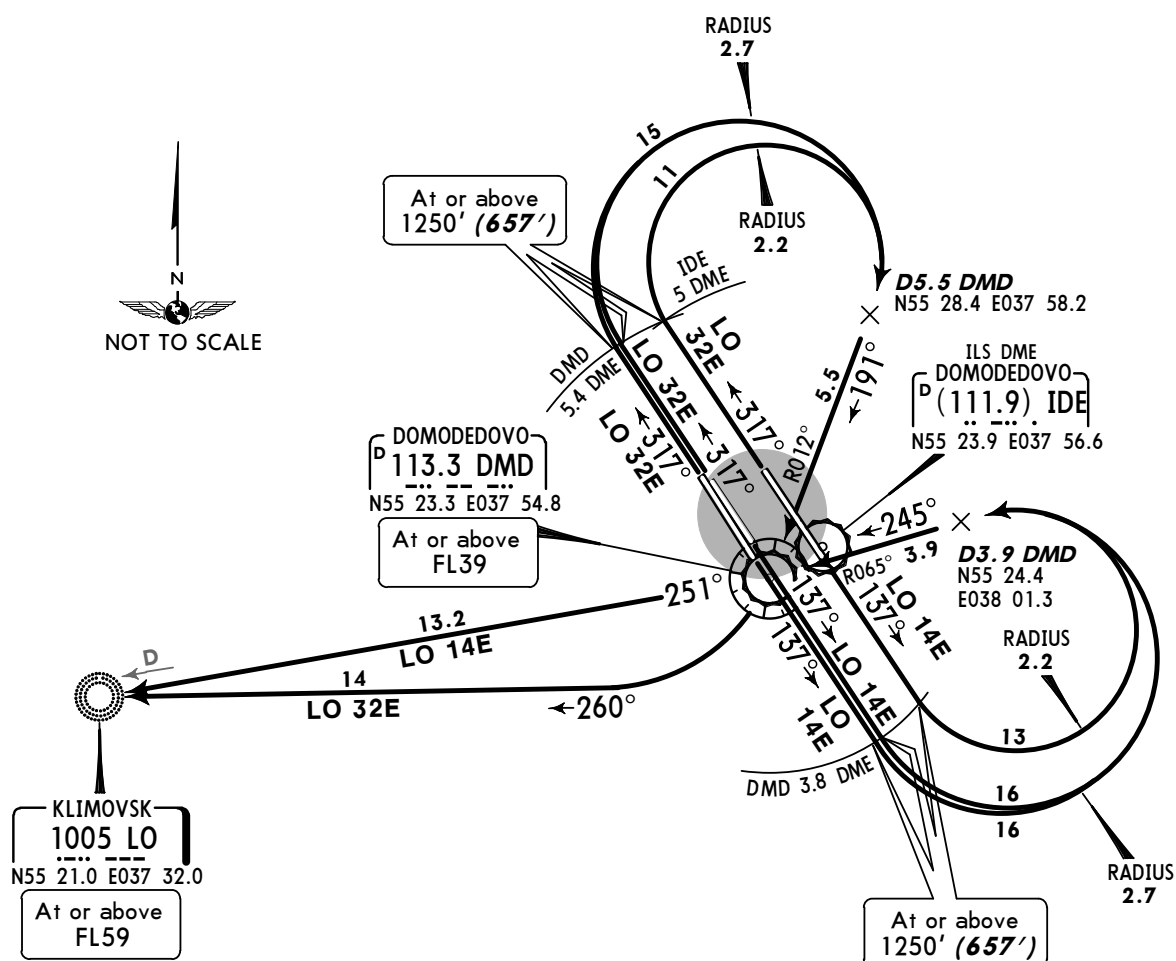 RADIUS
2.7
15
11
RADIUS
2.2
At or above
1250' (657')
N
NOT TO SCALE
IDE
5 DME
D5.5 DMD
N55 28.4 E037 58.2
DMD
5.4 DME
LO 32E
LO 32E
LO
32E
←317°
←317°
←317°
5.5
←191°
R012°
ILS DME
DOMODEDOVO
D (111.9) IDE
N55 23.9 E037 56.6
DOMODEDOVO
D 113.3 DMD
N55 23.3 E037 54.8
At or above
FL39
←245°
3.9
R065°
D3.9 DMD
N55 24.4
E038 01.3
251°
13.2
LO 14E
D
14
LO 32E
←260°
137°→
LO 14E
137°→
LO
14E
137°→
LO 14E
RADIUS
2.2
DMD 3.8 DME
13
16
16
RADIUS
2.7
KLIMOVSK
1005 LO
N55 21.0 E037 32.0
At or above
FL59
At or above
1250' (657')